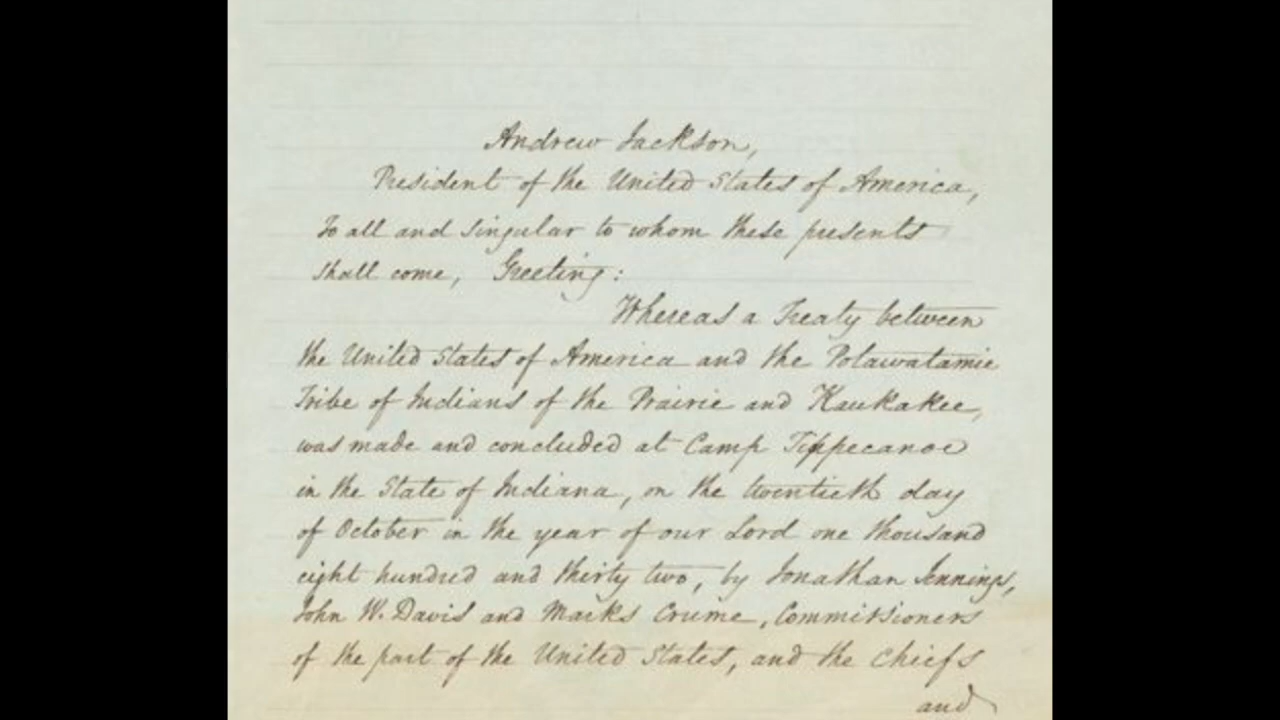 Andrew Jackson,
President of the United States of America,
To all and Singular to whom these presents
Shall come, Greeting:
Whereas a Treaty between
the United States of America and the Potawatamie
Tribe of Indians of the Prairie and Kankakee,
was made and concluded at Camp Tippecanoe
in the State of Indiana, on the twentieth day
of October in the year of our Lord one thousand
eight hundred and thirty two, by Jonathan Jennings,
John W. Davis and Marks Crume, Commissioners
of the part of the United States, and the Chiefs
and